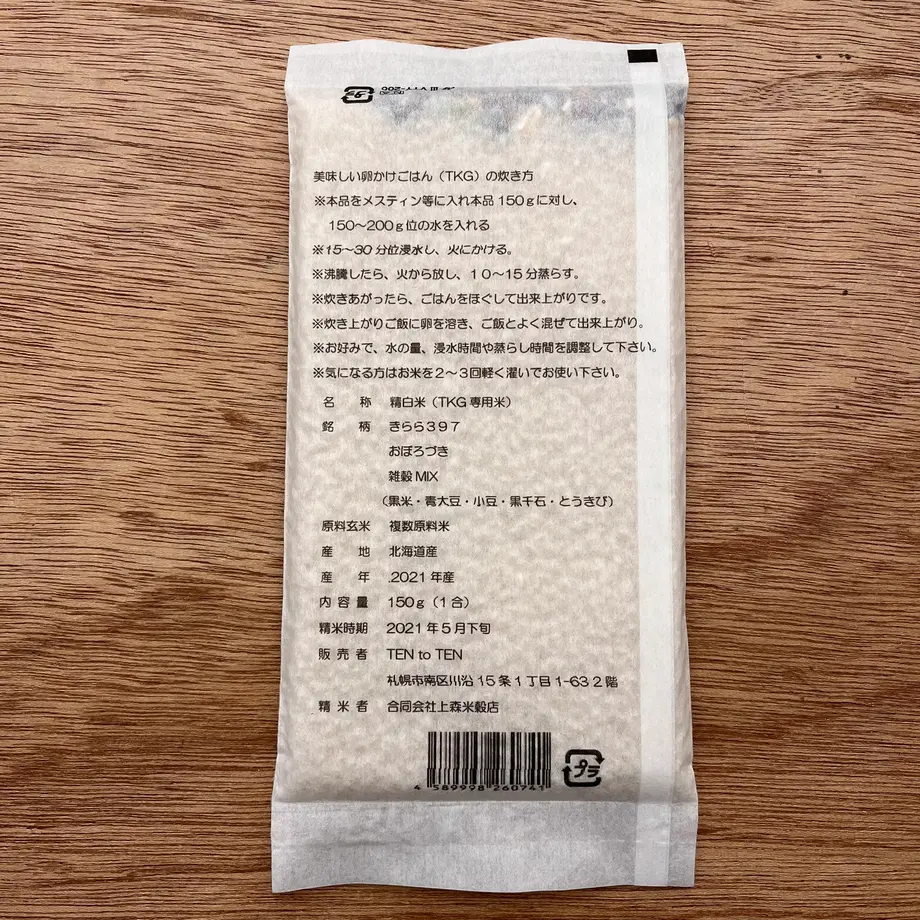 美味しい卵かけごはん（TKG）の炊き方
※本品をメスティン等に入れ本品150gに対し、
150～200g位の水を入れる
※15～30分位浸水し、火にかける。
※沸騰したら、火から放し、10～15分蒸らす。
※炊きあがったら、ごはんをほぐして出来上がりです。
※炊き上がりご飯に卵を溶き、ご飯とよく混ぜて出来上がり。
※お好みで、水の量、浸水時間や蒸らし時間を調整して下さい。
※気になる方はお米を2～3回軽く濯いでお使い下さい。
名称 精白米（TKG専用米）
銘柄 きらら397
おぼろづき
雑穀MIX
（黒米・青大豆・小豆・黒千石・とうきび）
原料玄米 複数原料米
産地 北海道産
産年 .2021年産
内容量 150g（1合）
精米時期 2021年5月下旬
販売者 TEN to TEN
札幌市南区川沿15条1丁目1-63 2階
精米者 合同会社上森米穀店
4 589998 260741
プラ